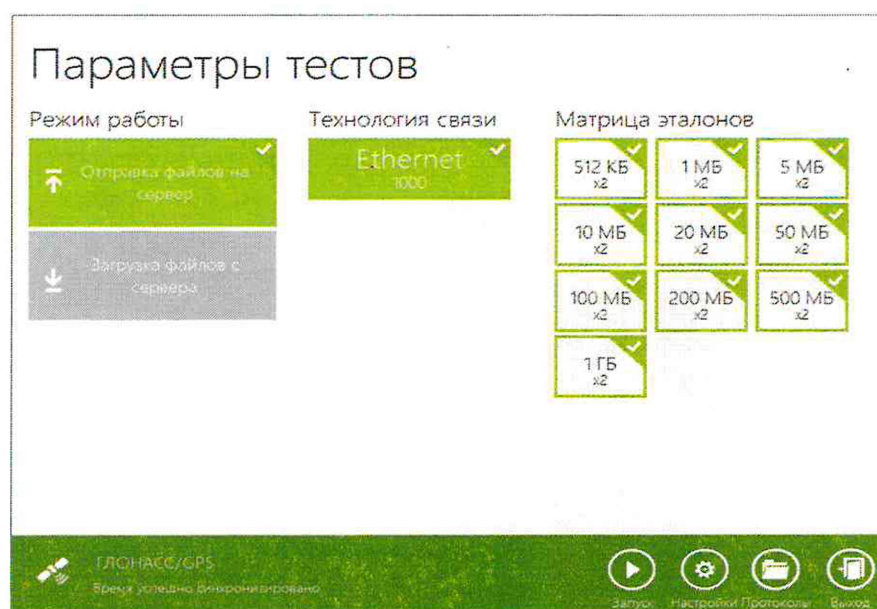 Параметры тестов
Режим работы
Отправка файлов на
сервер
Загрузка файлов с
сервера
Технология связи
Ethernet
1000
Матрица эталонов
512 КБ
x2
1 МБ
x2
5 МБ
x2
10 МБ
x2
20 МБ
x2
50 МБ
x2
100 МБ
x2
200 МБ
x2
500 МБ
x2
1 ГБ
x2
ГЛОНАСС/GPS
Время успешно синхронизировано
Запуск
Настройки
Протоколы
Выход